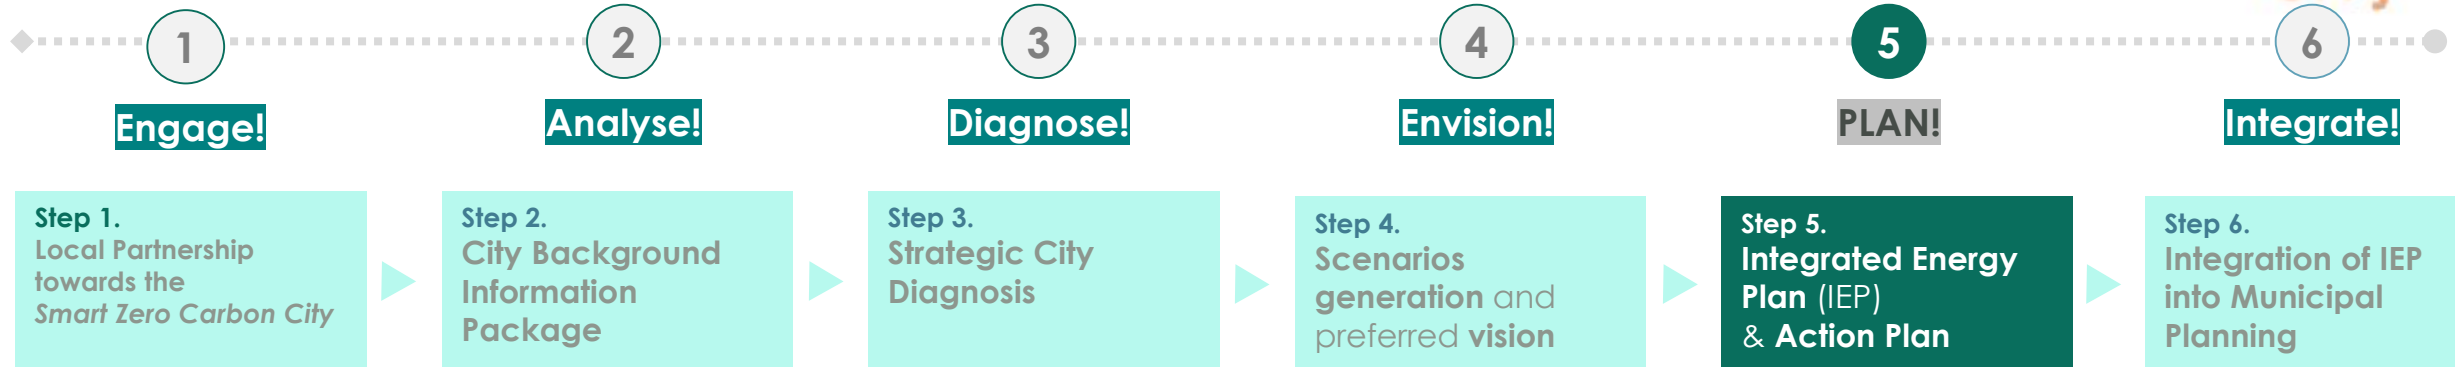 1
2
3
4
5
6
Engage!
Analyse!
Diagnose!
Envision!
PLAN!
Integrate!
Step 1.
Local Partnership
towards the
Smart Zero Carbon City
Step 2.
City Background
Information
Package
Step 3.
Strategic City
Diagnosis
Step 4.
Scenarios
generation and
preferred vision
Step 5.
Integrated Energy
Plan (IEP)
& Action Plan
Step 6.
Integration of IEP
into Municipal
Planning